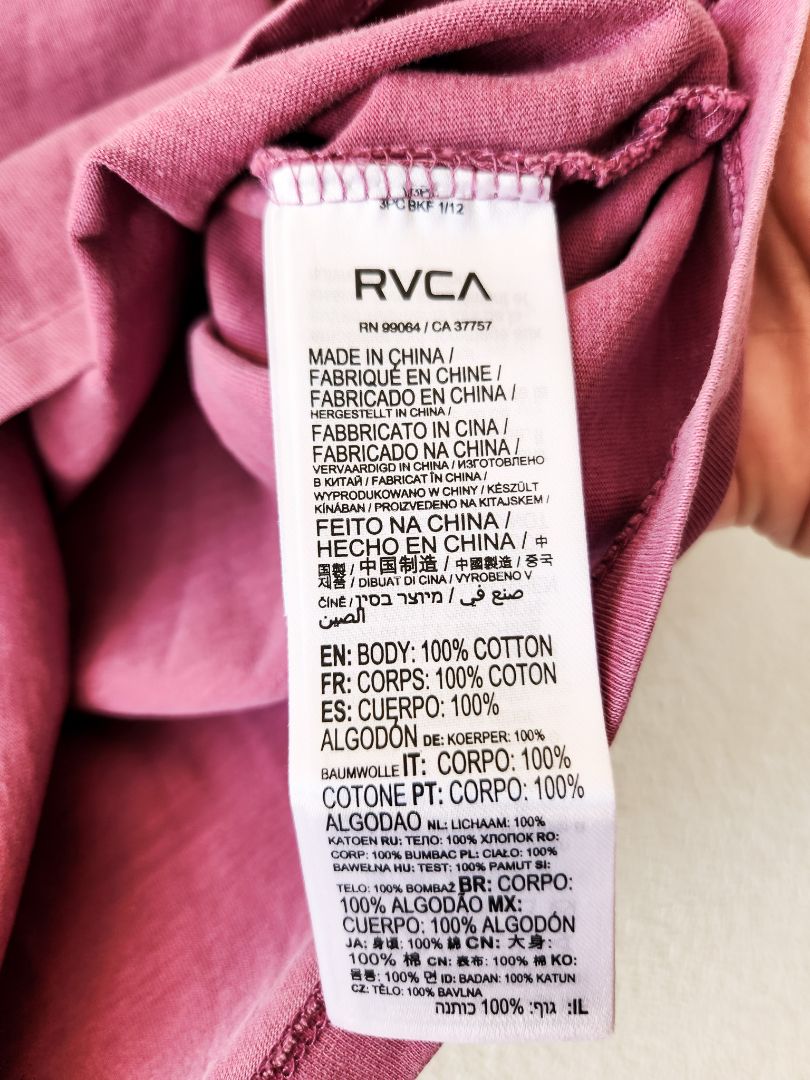 3PC BKF 1/12
RVCA
RN 99064 / CA 37757
MADE IN CHINA /
FABRIQUÉ EN CHINE /
FABRICADO EN CHINA /
HERGESTELLT IN CHINA /
FABBRICATO IN CINA /
FABRICADO NA CHINA /
VERVAARDIGD IN CHINA / ИЗГОТОВЛЕНО
В КИТАЙ / FABRICAT ÎN CHINA /
WYPRODUKOWANO W CHINY / KÉSZÜLT
KÍNÁBAN / PROIZVEDENO NA KITAJSKEM /
FEITO NA CHINA /
HECHO EN CHINA / 中
国製 / 中国制造 / 中國製造 / 중국
제품 / DIBUAT DI CINA / VYROBENO V
ČÍNĚ / מיוצר בסין / صنع في
الصين
EN: BODY: 100% COTTON
FR: CORPS: 100% COTON
ES: CUERPO: 100%
ALGODÓN DE: KOERPER: 100%
BAUMWOLLE IT: CORPO: 100%
COTONE PT: CORPO: 100%
ALGODAO NL: LICHAAM: 100%
KATOEN RU: ТЕЛО: 100% ХЛОПОК RO:
CORP: 100% BUMBAC PL: CIAŁO: 100%
BAWEŁNA HU: TEST: 100% PAMUT SI:
TELO: 100% BOMBAŽ BR: CORPO:
100% ALGODÃO MX:
CUERPO: 100% ALGODÓN
JA: 身頃: 100% 綿 CN: 大身:
100% 棉 CN: 表布: 100% 棉 KO:
몸통: 100% 면 ID: BADAN: 100% KATUN
CZ: TĚLO: 100% BAVLNA
IL: גוף: 100% כותנה